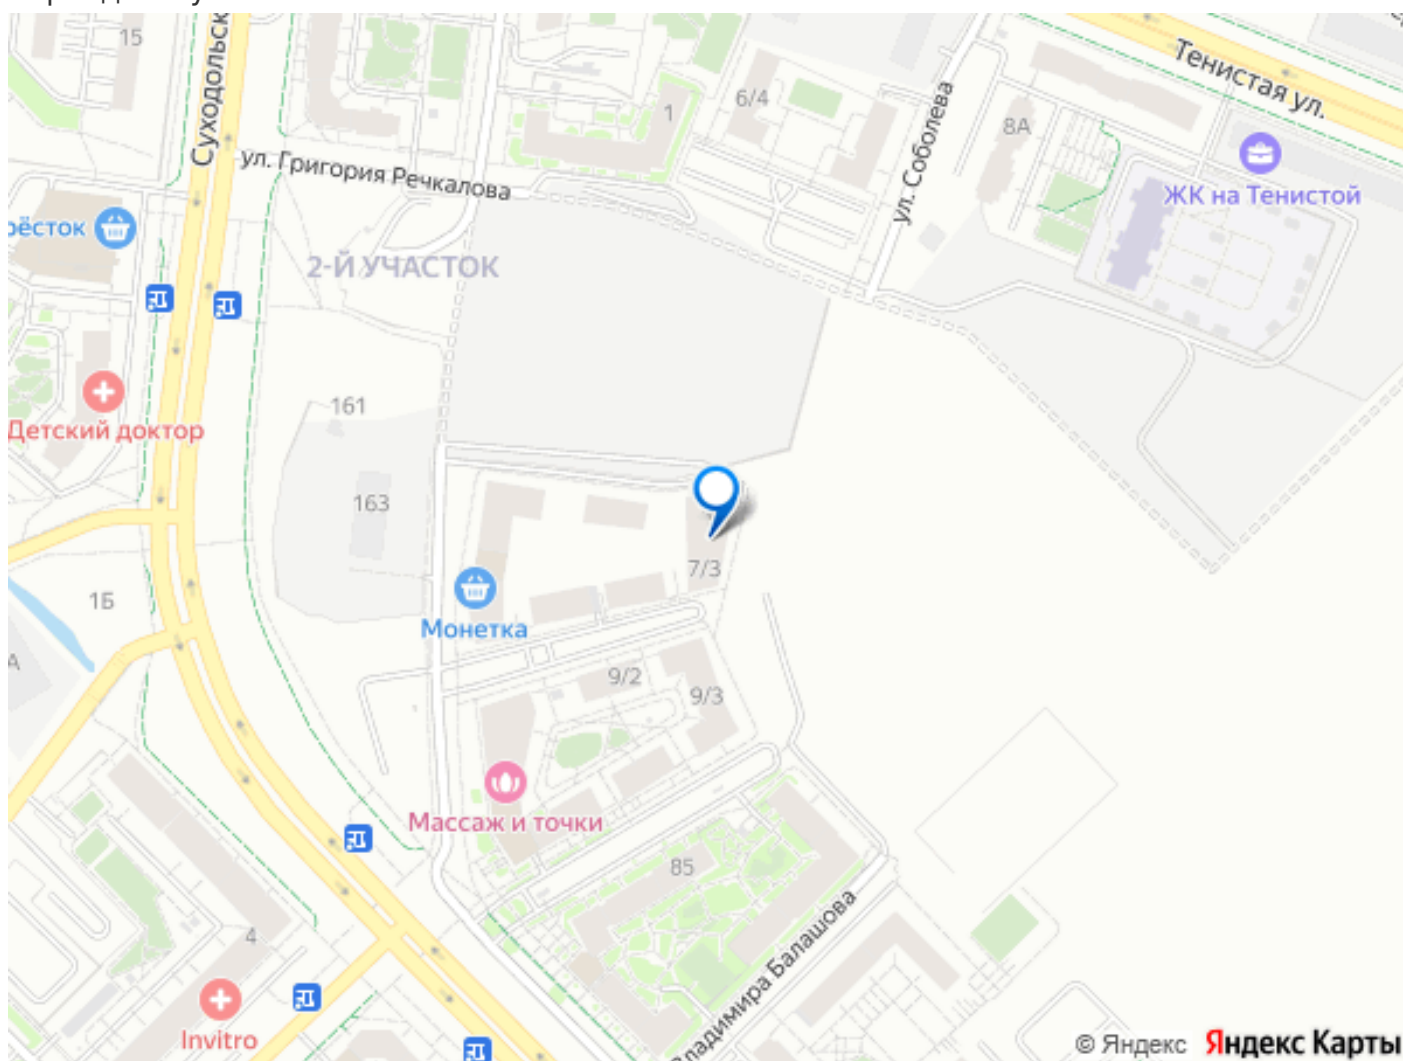 15
Суходольск
Тенистая ул.
1
6/4
ул. Соболева
8А
ул. Григория Речкалова
ЖК на Тенистой
рёсток
2-Й УЧАСТОК
161
Детский доктор
163
7/3
1Б
Монетка
А
9/2
9/3
Массаж и точки
85
4
Владимира Балашова
Invitro
© Яндекс Яндекс Карты